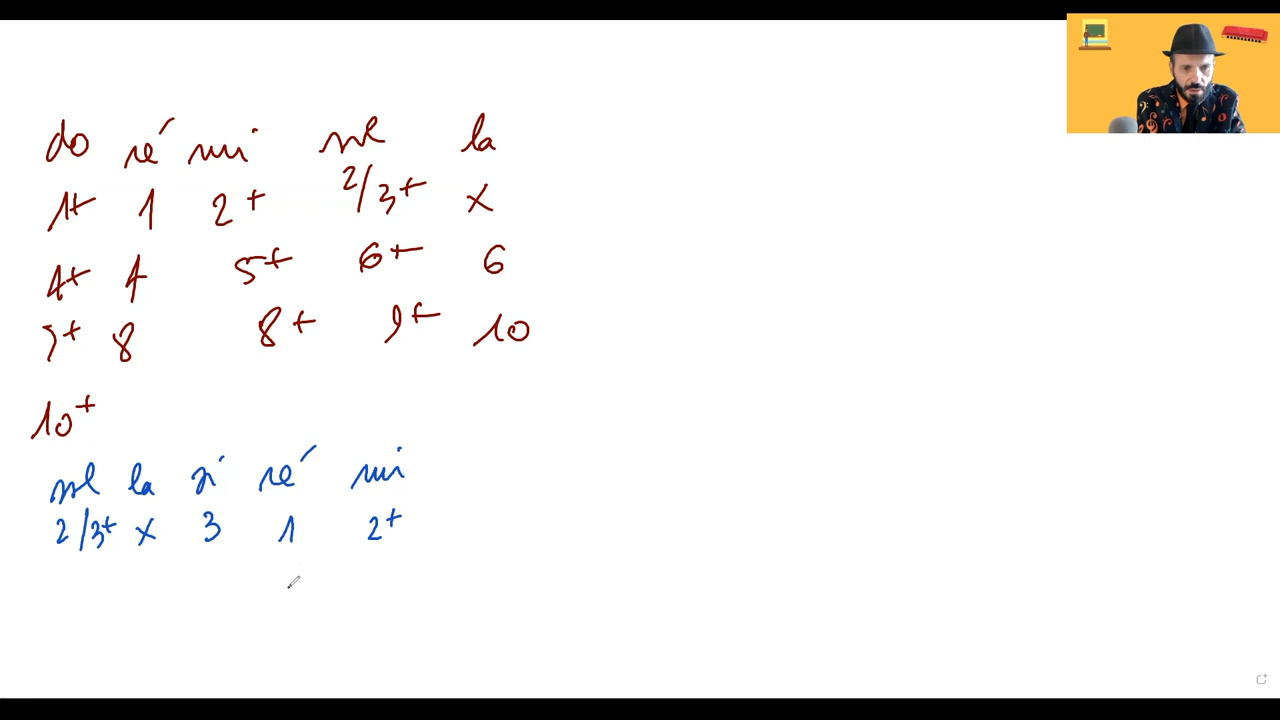 do ré mi sol la
1+ 1 2+ 2/3+ x
4+ 4 5+ 6+ 6
7+ 8 8+ 9+ 10
10+
sol la si ré mi
2/3+ x 3 1 2+